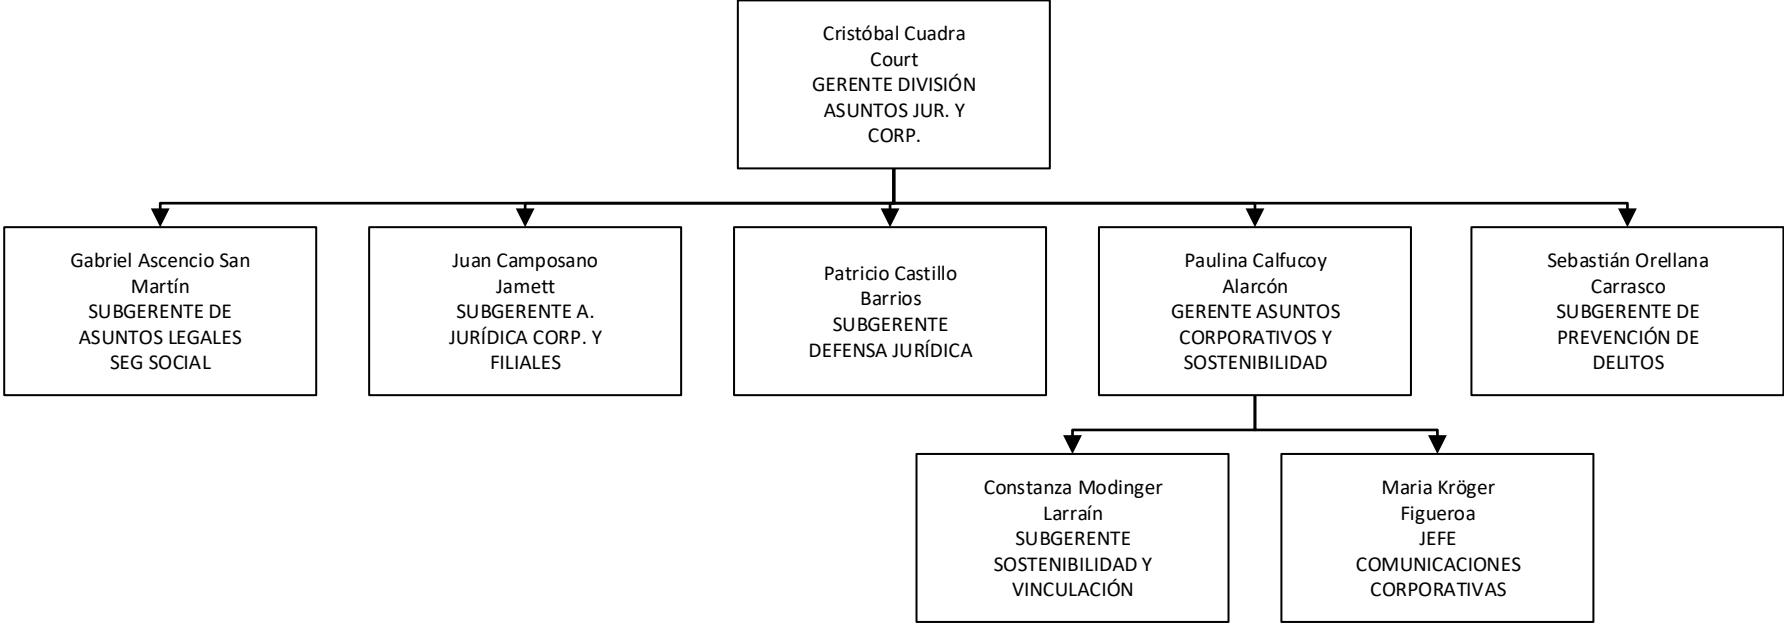 Cristóbal Cuadra
Court
GERENTE DIVISIÓN
ASUNTOS JUR. Y
CORP.
Gabriel Ascencio San
Martín
SUBGERENTE DE
ASUNTOS LEGALES
SEG SOCIAL
Juan Camposano
Jamett
SUBGERENTE A.
JURÍDICA CORP. Y
FILIALES
Patricio Castillo
Barrios
SUBGERENTE
DEFENSA JURÍDICA
Paulina Calfucoy
Alarcón
GERENTE ASUNTOS
CORPORATIVOS Y
SOSTENIBILIDAD
Sebastián Orellana
Carrasco
SUBGERENTE DE
PREVENCIÓN DE
DELITOS
Constanza Modinger
Larraín
SUBGERENTE
SOSTENIBILIDAD Y
VINCULACIÓN
Maria Kröger
Figueroa
JEFE
COMUNICACIONES
CORPORATIVAS